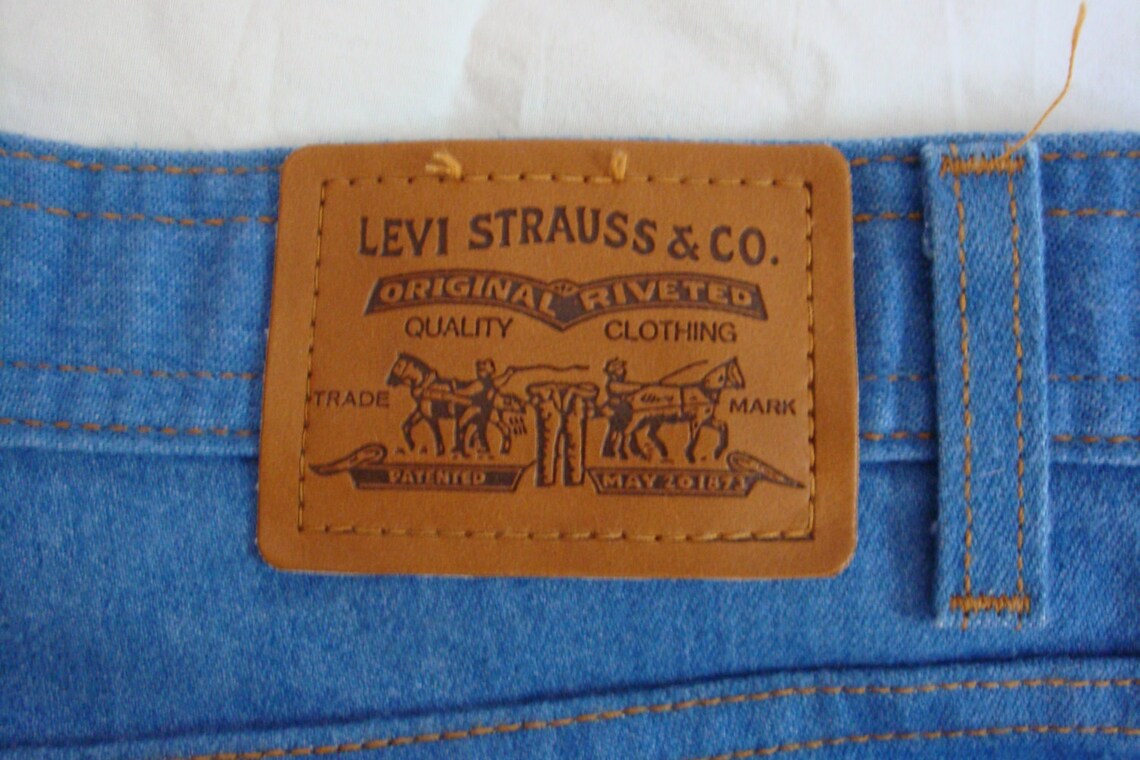 LEVI STRAUSS & CO.
ORIGINAL RIVETED
QUALITY CLOTHING
TRADE MARK
PATENTED MAY 20 1873